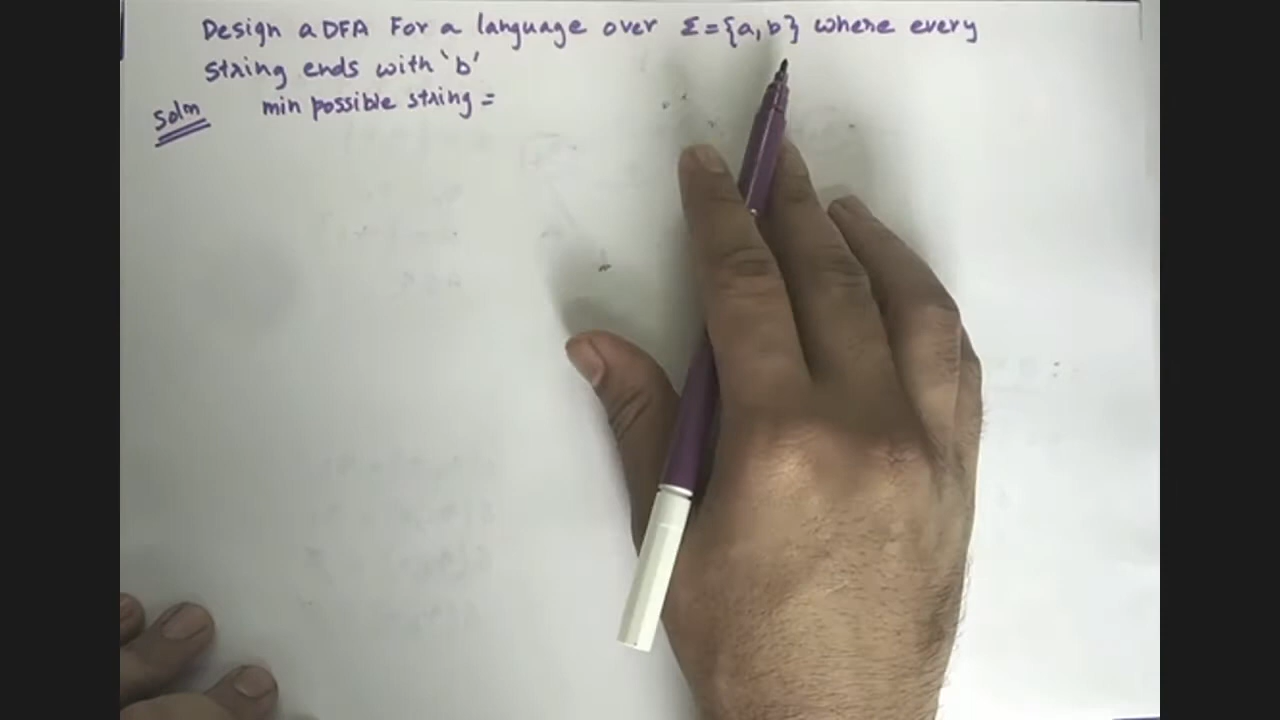 Design a DFA For a language over Σ={a,b} where every
string ends with 'b'
Soln min possible string =